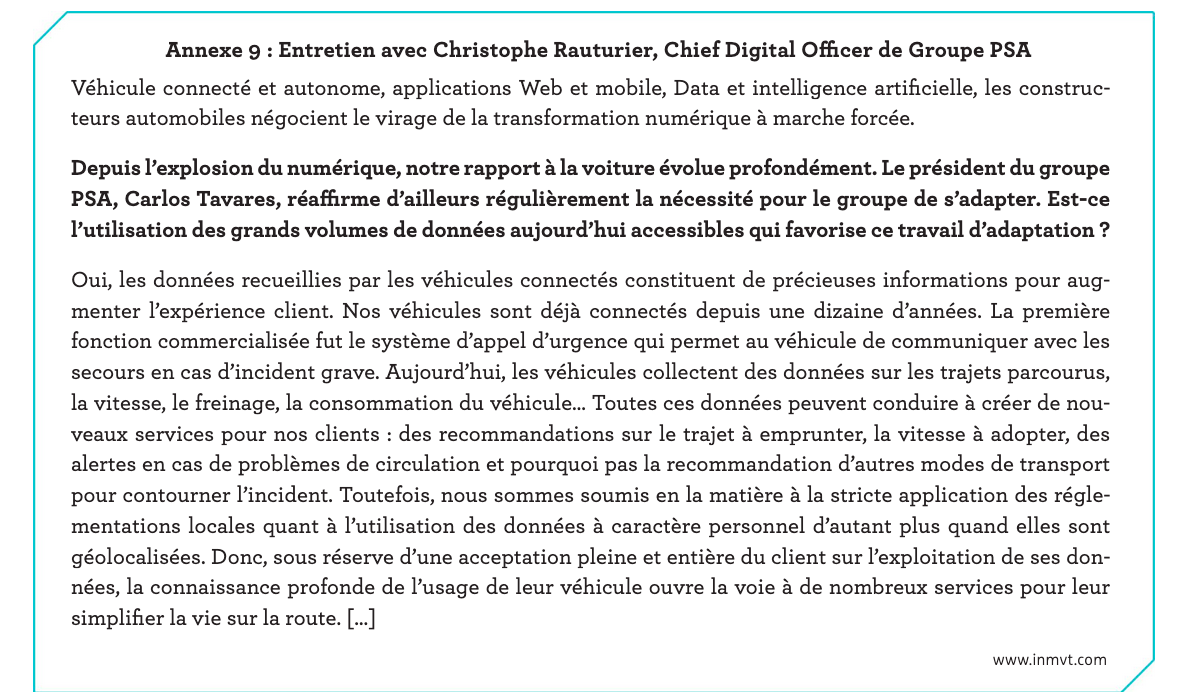 Annexe 9 : Entretien avec Christophe Rauturier, Chief Digital Officer de Groupe PSA
Véhicule connecté et autonome, applications Web et mobile, Data et intelligence artificielle, les construc-
teurs automobiles négocient le virage de la transformation numérique à marche forcée.
Depuis l’explosion du numérique, notre rapport à la voiture évolue profondément. Le président du groupe
PSA, Carlos Tavares, réaffirme d’ailleurs régulièrement la nécessité pour le groupe de s’adapter. Est-ce
l’utilisation des grands volumes de données aujourd’hui accessibles qui favorise ce travail d’adaptation ?
Oui, les données recueillies par les véhicules connectés constituent de précieuses informations pour aug-
menter l’expérience client. Nos véhicules sont déjà connectés depuis une dizaine d’années. La première
fonction commercialisée fut le système d’appel d’urgence qui permet au véhicule de communiquer avec les
secours en cas d’incident grave. Aujourd’hui, les véhicules collectent des données sur les trajets parcourus,
la vitesse, le freinage, la consommation du véhicule... Toutes ces données peuvent conduire à créer de nou-
veaux services pour nos clients : des recommandations sur le trajet à emprunter, la vitesse à adopter, des
alertes en cas de problèmes de circulation et pourquoi pas la recommandation d’autres modes de transport
pour contourner l’incident. Toutefois, nous sommes soumis en la matière à la stricte application des régle-
mentations locales quant à l’utilisation des données à caractère personnel d’autant plus quand elles sont
géolocalisées. Donc, sous réserve d’une acceptation pleine et entière du client sur l’exploitation de ses don-
nées, la connaissance profonde de l’usage de leur véhicule ouvre la voie à de nombreux services pour leur
simplifier la vie sur la route. [...]
www.inmvt.com